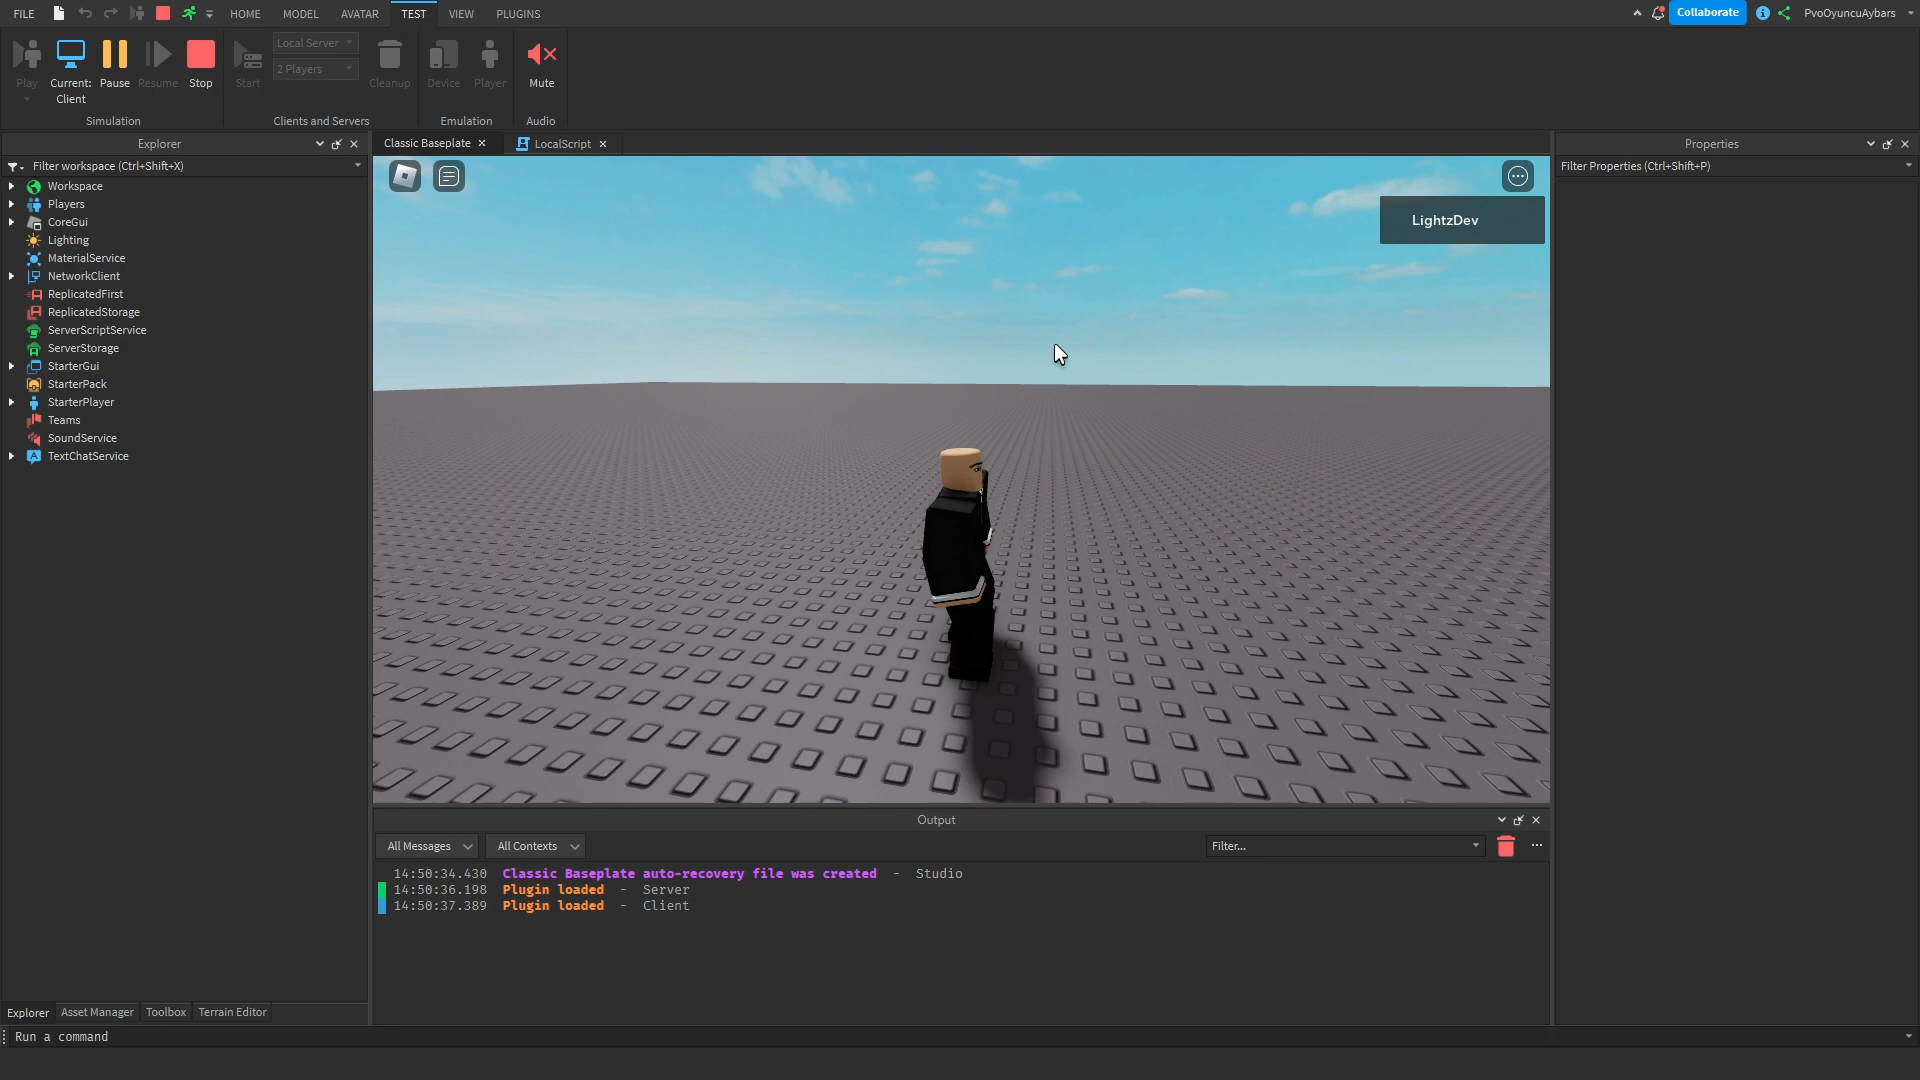 FILE HOME MODEL AVATAR TEST VIEW PLUGINS Collaborate PvoOyuncuAybars
Play Current: Client Pause Resume Stop
Simulation
Start Local Server
2 Players
Cleanup
Clients and Servers
Device Player
Emulation
Mute
Audio
Explorer
Filter workspace (Ctrl+Shift+X)
Workspace
Players
CoreGui
Lighting
MaterialService
NetworkClient
ReplicatedFirst
ReplicatedStorage
ServerScriptService
ServerStorage
StarterGui
StarterPack
StarterPlayer
Teams
SoundService
TextChatService
Explorer Asset Manager Toolbox Terrain Editor
Classic Baseplate LocalScript
LightzDev
Properties
Filter Properties (Ctrl+Shift+P)
Output
All Messages All Contexts Filter...
14:50:34.430 Classic Baseplate auto-recovery file was created - Studio
14:50:36.198 Plugin loaded - Server
14:50:37.389 Plugin loaded - Client
Run a command